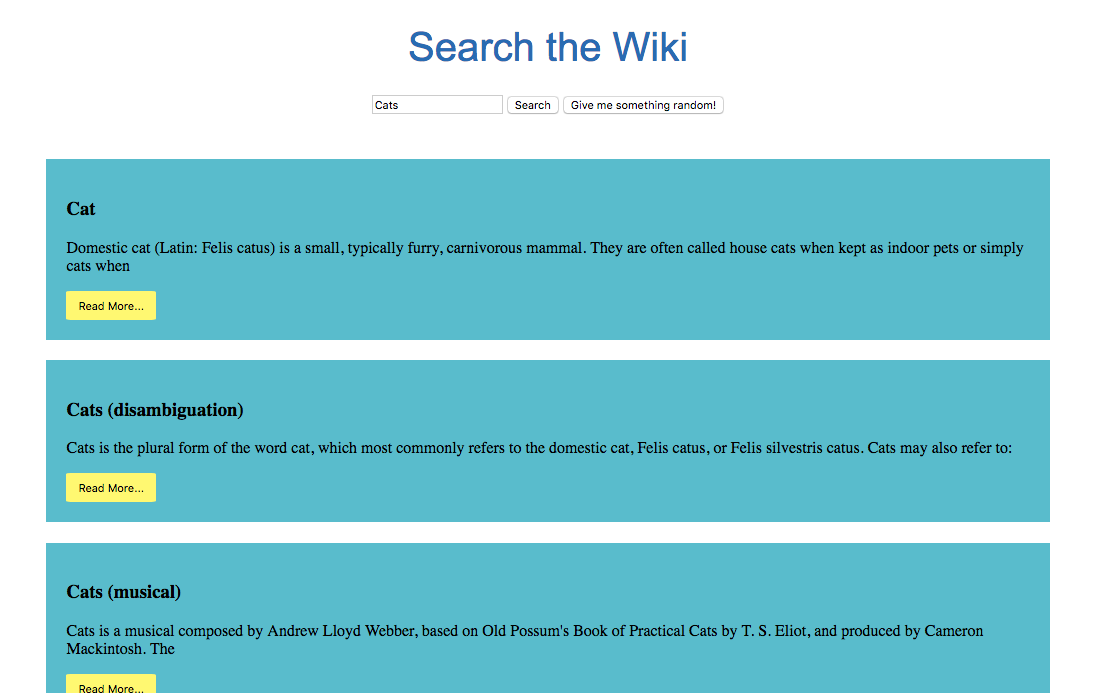 Search the Wiki
Cats Search Give me something random!
Cat
Domestic cat (Latin: Felis catus) is a small, typically furry, carnivorous mammal. They are often called house cats when kept as indoor pets or simply
cats when
Read More...
Cats (disambiguation)
Cats is the plural form of the word cat, which most commonly refers to the domestic cat, Felis catus, or Felis silvestris catus. Cats may also refer to:
Read More...
Cats (musical)
Cats is a musical composed by Andrew Lloyd Webber, based on Old Possum's Book of Practical Cats by T. S. Eliot, and produced by Cameron
Mackintosh. The
Read More...